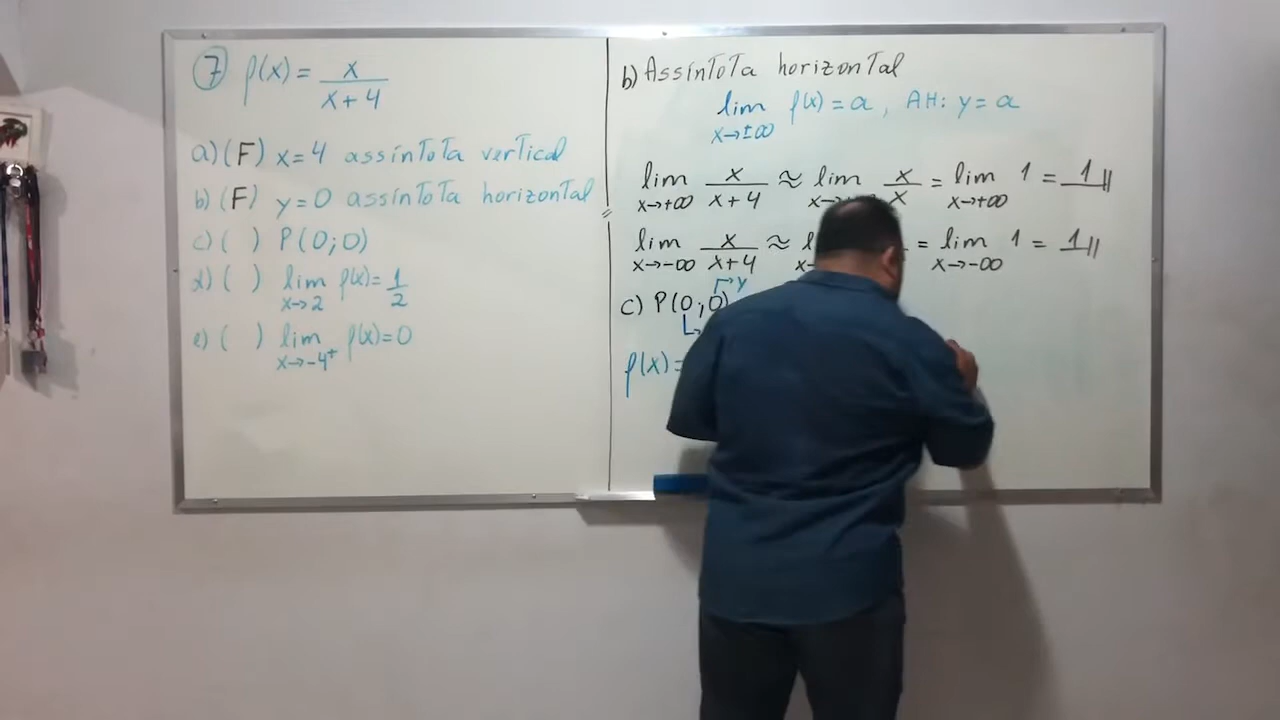 7 f(x) = x / x + 4
a) (F) x = 4 assíntota vertical
b) (F) y = 0 assíntota horizontal
c) ( ) P(0;0)
d) ( ) lim x→2 f(x) = 1/2
e) ( ) lim x→-4⁺ f(x) = 0
b) Assíntota horizontal
lim x→±∞ f(x) = a, AH: y = a
lim x→+∞ x / x + 4 ≈ lim x / x = lim x→+∞ 1 = 1
lim x→-∞ x / x + 4 ≈ = lim x→-∞ 1 = 1
y
c) P(0;0)
f(x) =